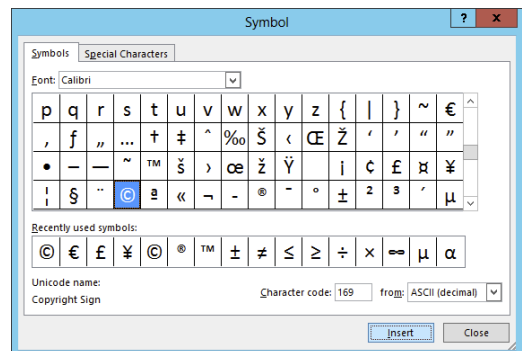 Symbol
? x
Symbols Special Characters
Font: Calibri
p q r s t u v w x y z { | } ~ €
‚ ƒ „ … † ‡ ˆ ‰ Š ‹ Œ Ž ‘ ’ “ ”
• – — ˜ ™ š › œ ž Ÿ ¡ ¢ £ ¤ ¥
¦ § ¨ © ª « ¬ - ® ¯ ° ± ² ³ ´ µ
Recently used symbols:
© € £ ¥ © ® ™ ± ≠ ≤ ≥ ÷ × ∞ µ α
Unicode name:
Copyright Sign
Character code: 169 from: ASCII (decimal)
Insert Close